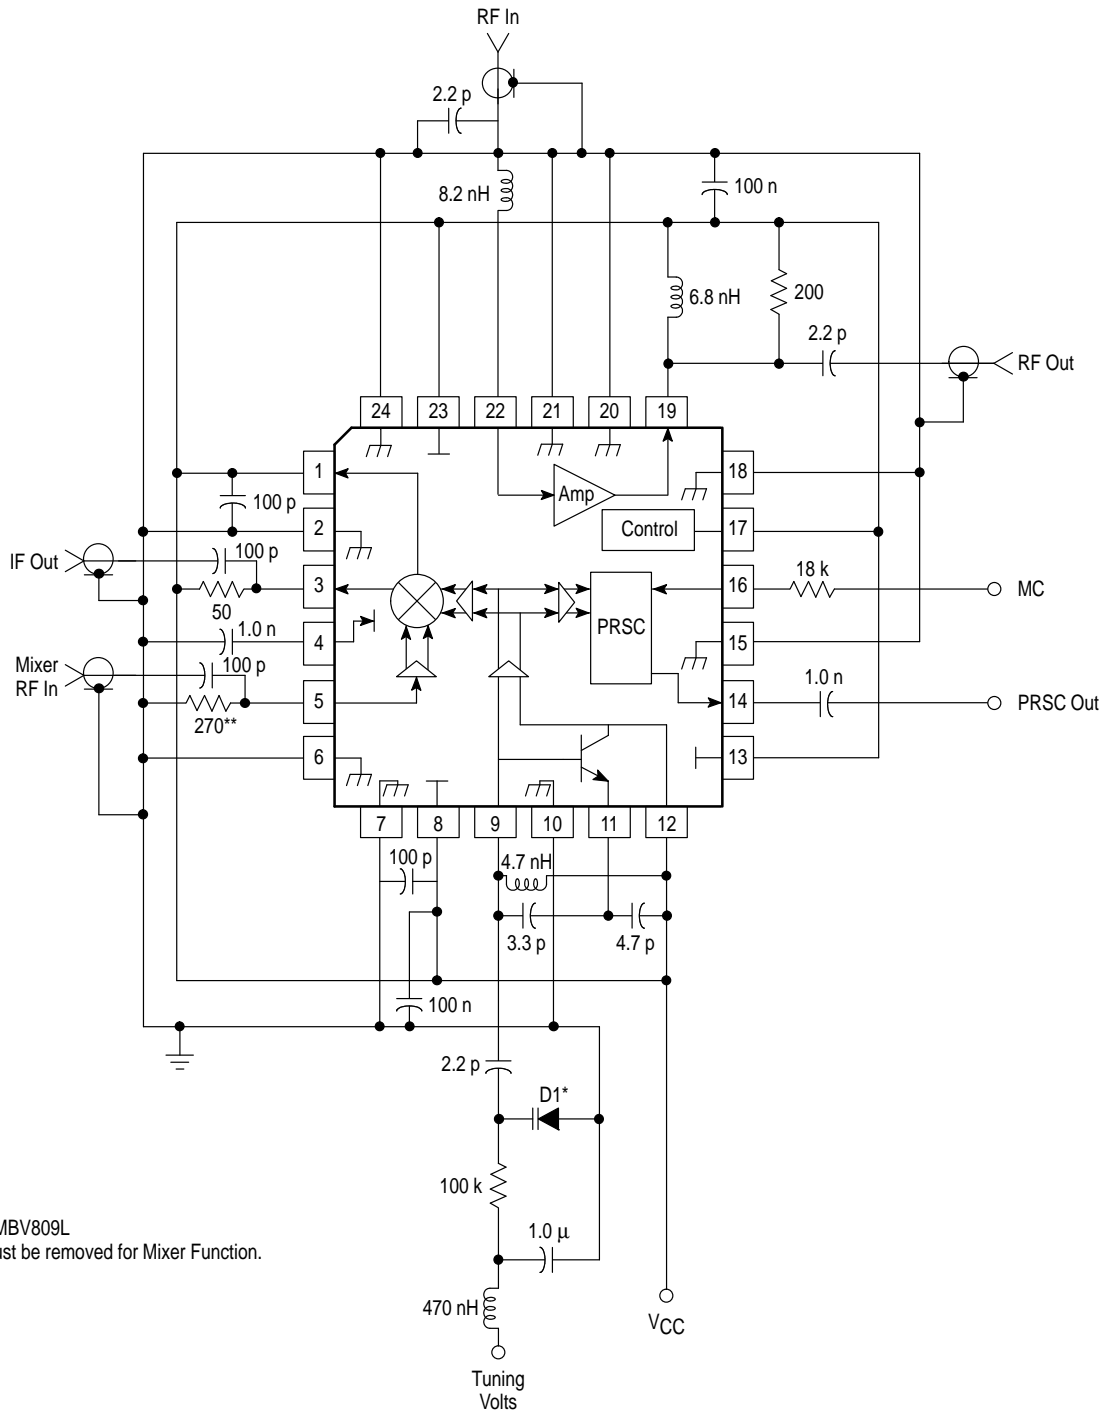 RF In
2.2 p
8.2 nH
100 n
6.8 nH
200
2.2 p
RF Out
24
23
22
21
20
19
1
18
Amp
100 p
2
Control
17
IF Out
100 p
3
18 k
16
MC
50
PRSC
1.0 n
4
15
Mixer
RF In
100 p
1.0 n
5
14
PRSC Out
270**
6
13
7
8
9
10
11
12
100 p
4.7 nH
3.3 p
4.7 p
100 n
2.2 p
D1*
100 k
1.0 μ
MBV809L
ust be removed for Mixer Function.
470 nH
VCC
Tuning
Volts